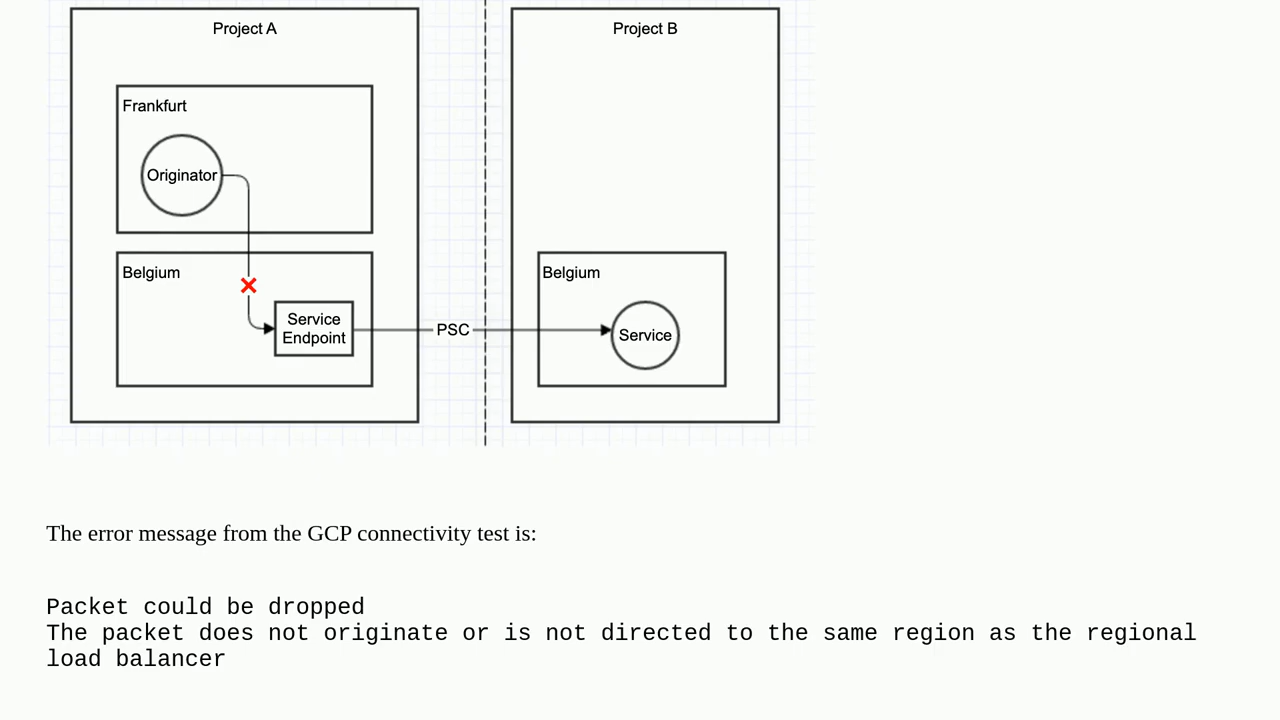 Project A
Project B
Frankfurt
Originator
Belgium
Service
Endpoint
PSC
Belgium
Service
The error message from the GCP connectivity test is:
Packet could be dropped
The packet does not originate or is not directed to the same region as the regional
load balancer